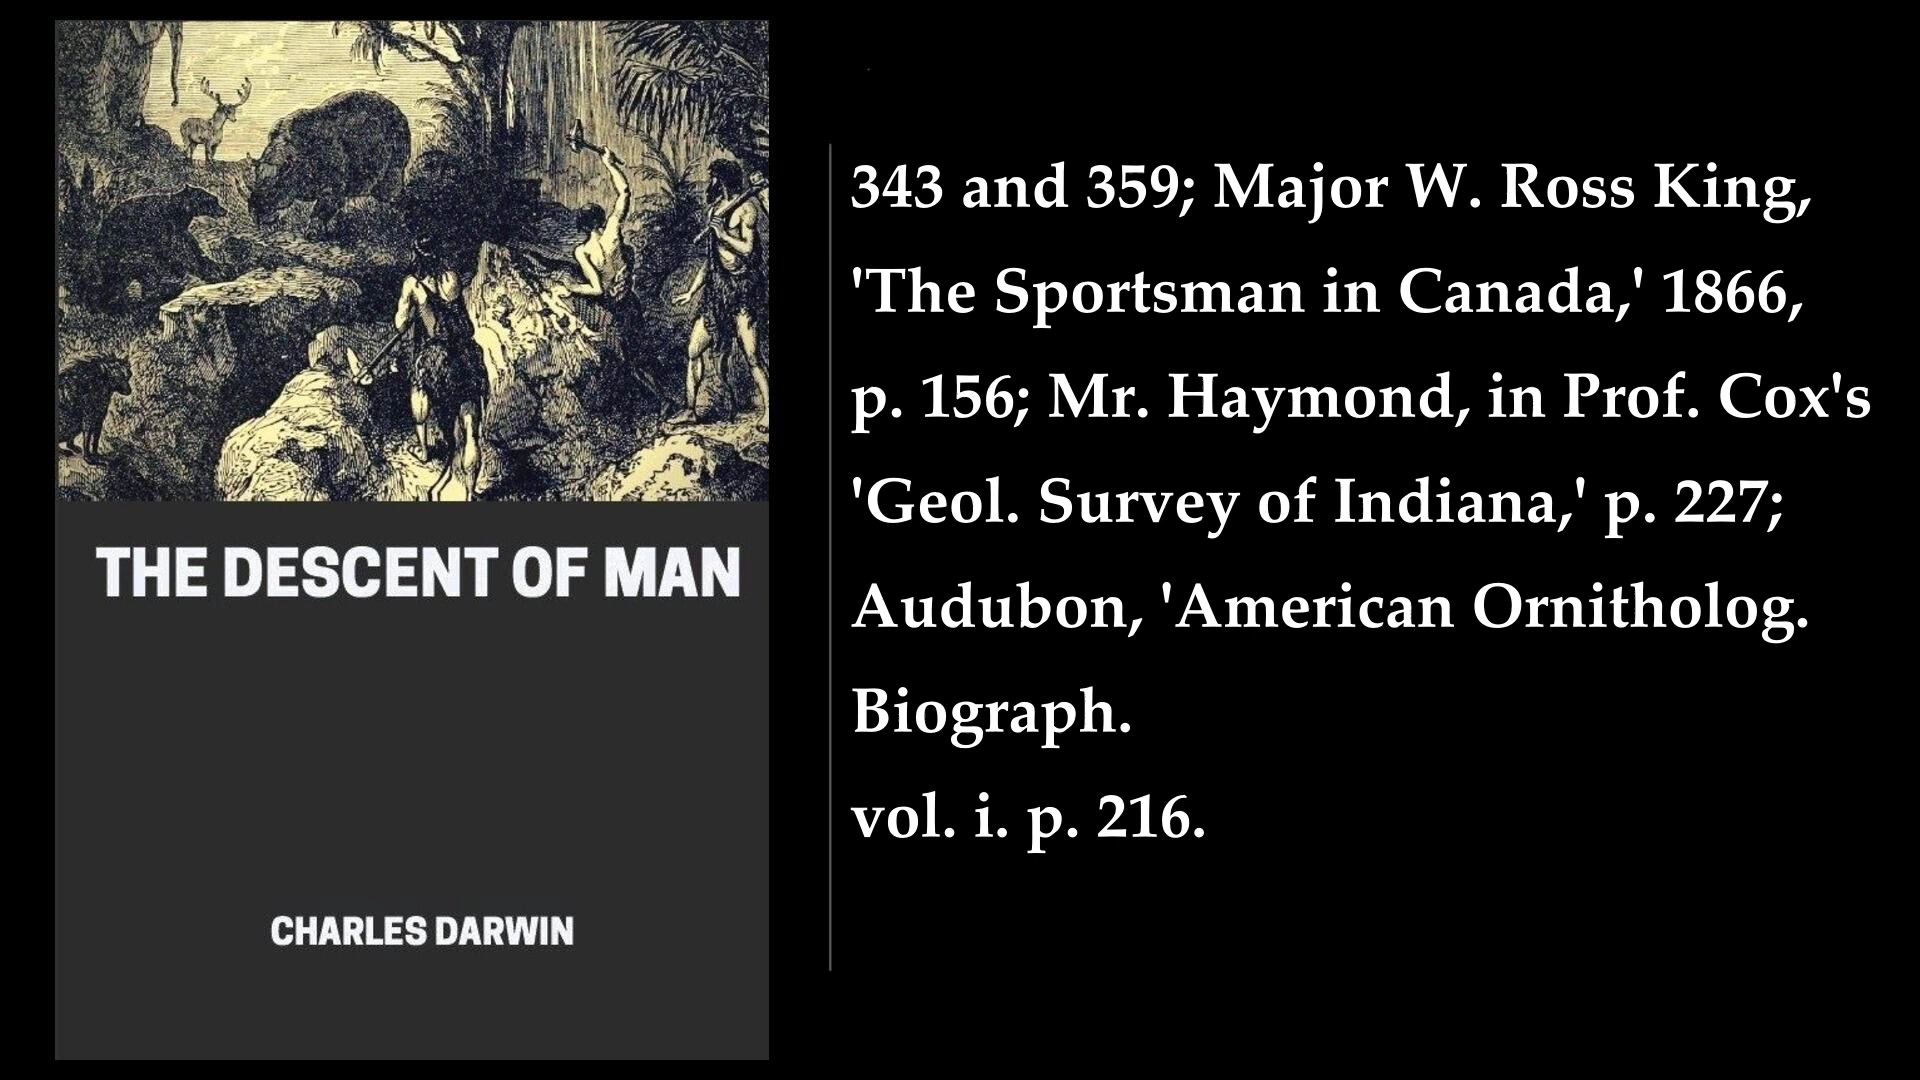 THE DESCENT OF MAN
CHARLES DARWIN
343 and 359; Major W. Ross King,
'The Sportsman in Canada,' 1866,
p. 156; Mr. Haymond, in Prof. Cox's
'Geol. Survey of Indiana,' p. 227;
Audubon, 'American Ornitholog.
Biograph.
vol. i. p. 216.